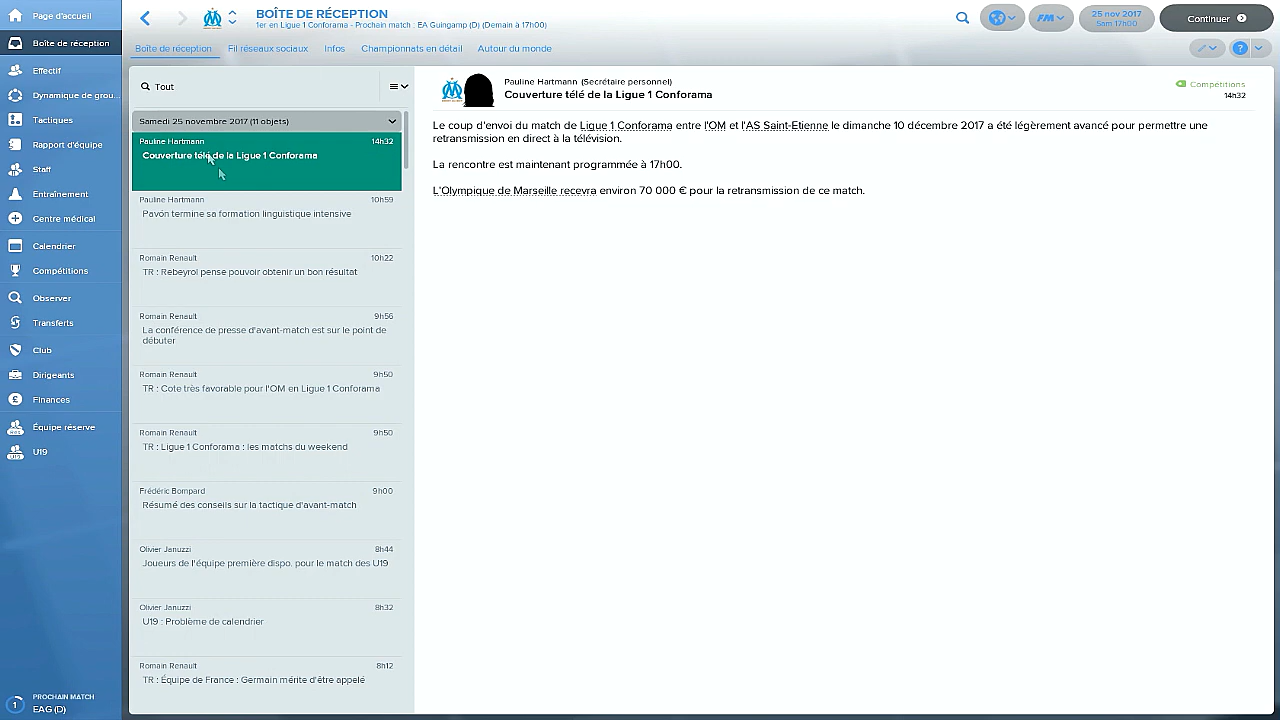 Page d'accueil
Boîte de réception
Effectif
Dynamique de grou...
Tactiques
Rapport d'équipe
Staff
Entraînement
Centre médical
Calendrier
Compétitions
Observer
Transferts
Club
Dirigeants
Finances
Équipe réserve
U19
1
PROCHAIN MATCH
EAG (D)
BOÎTE DE RÉCEPTION
1er en Ligue 1 Conforama - Prochain match : EA Guingamp (D) (Demain à 17h00)
FM
25 nov 2017
Sam 17h00
Continuer
Boîte de réception Fil réseaux sociaux Infos Championnats en détail Autour du monde
?
Tout
Samedi 25 novembre 2017 (11 objets)
Pauline Hartmann 14h32
Couverture télé de la Ligue 1 Conforama
Pauline Hartmann 10h59
Pavón termine sa formation linguistique intensive
Romain Renault 10h22
TR : Rebeyrol pense pouvoir obtenir un bon résultat
Romain Renault 9h56
La conférence de presse d'avant-match est sur le point de
débuter
Romain Renault 9h50
TR : Cote très favorable pour l'OM en Ligue 1 Conforama
Romain Renault 9h50
TR : Ligue 1 Conforama : les matchs du weekend
Frédéric Bompard 9h00
Résumé des conseils sur la tactique d'avant-match
Olivier Januzzi 8h44
Joueurs de l'équipe première dispo. pour le match des U19
Olivier Januzzi 8h32
U19 : Problème de calendrier
Romain Renault 8h12
TR : Équipe de France : Germain mérite d'être appelé
Pauline Hartmann (Secrétaire personnel)
Couverture télé de la Ligue 1 Conforama
Compétitions
14h32
Le coup d'envoi du match de Ligue 1 Conforama entre l'OM et l'AS Saint-Etienne le dimanche 10 décembre 2017 a été légèrement avancé pour permettre une
retransmission en direct à la télévision.
La rencontre est maintenant programmée à 17h00.
L'Olympique de Marseille recevra environ 70 000 € pour la retransmission de ce match.